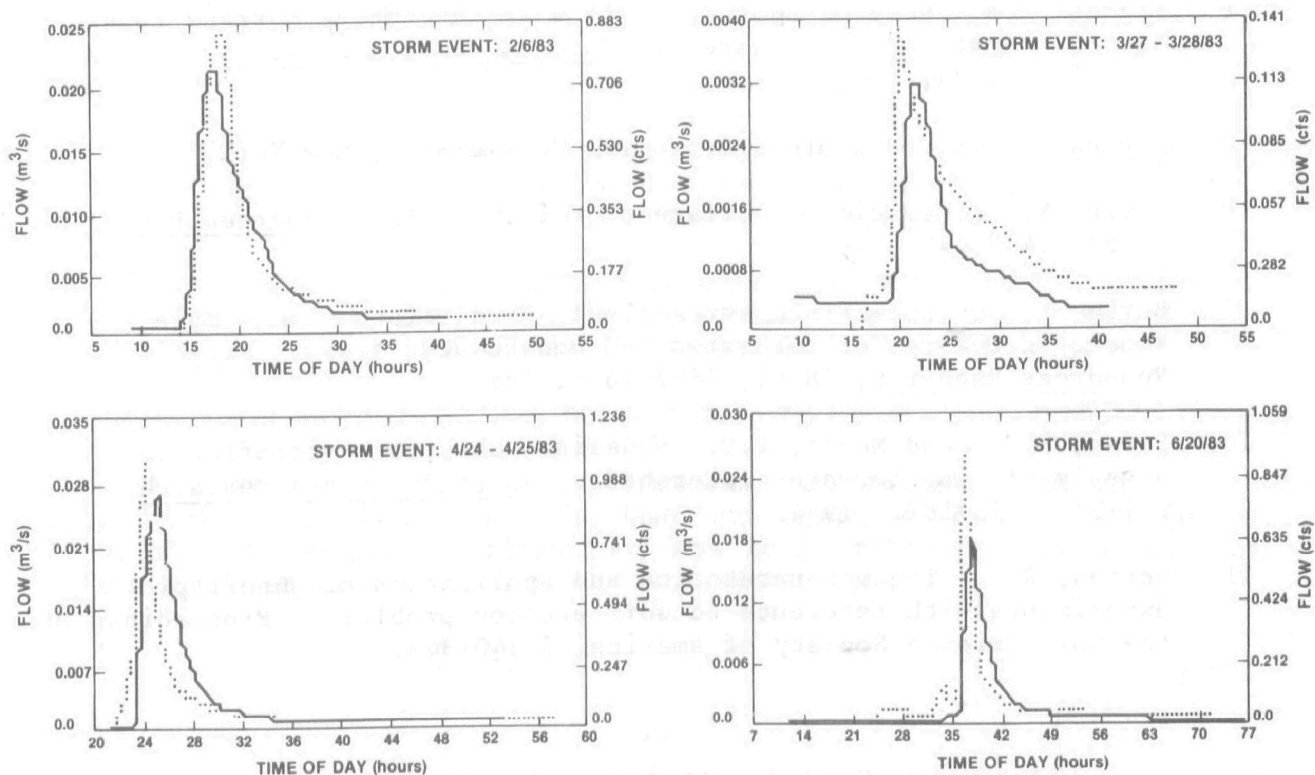 STORM EVENT: 2/6/83
FLOW (m³/s)
0.025
0.020
0.015
0.010
0.005
0.0
0.883
0.706
0.530
0.353
0.177
0.0
FLOW (cfs)
5 10 15 20 25 30 35 40 45 50 55
TIME OF DAY (hours)
STORM EVENT: 3/27 - 3/28/83
FLOW (m³/s)
0.0040
0.0032
0.0024
0.0016
0.0008
0.0
0.141
0.113
0.085
0.057
0.282
0.0
FLOW (cfs)
5 10 15 20 25 30 35 40 45 50 55
TIME OF DAY (hours)
STORM EVENT: 4/24 - 4/25/83
FLOW (m³/s)
0.035
0.028
0.021
0.014
0.007
0.0
1.236
0.988
0.741
0.494
0.247
0.0
FLOW (cfs)
20 24 28 32 36 40 44 48 52 56 60
TIME OF DAY (hours)
STORM EVENT: 6/20/83
FLOW (m³/s)
0.030
0.024
0.018
0.012
0.006
0.0
1.059
0.847
0.635
0.424
0.212
0.0
FLOW (cfs)
7 14 21 28 35 42 49 56 63 70 77
TIME OF DAY (hours)